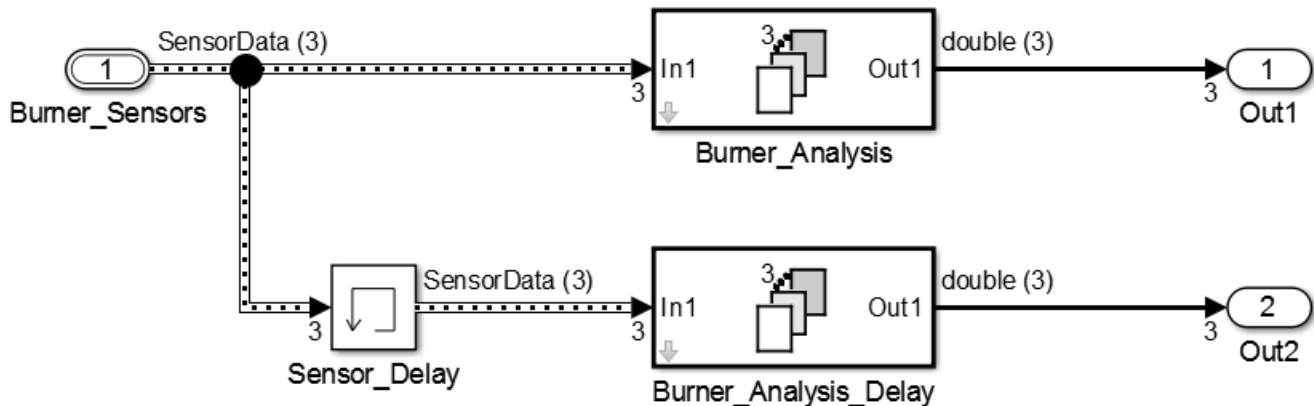 SensorData (3)
1
Burner_Sensors
3
In1
3
Out1
Burner_Analysis
double (3)
3
1
Out1
3
Sensor_Delay
SensorData (3)
3
In1
3
Out1
Burner_Analysis_Delay
double (3)
3
2
Out2